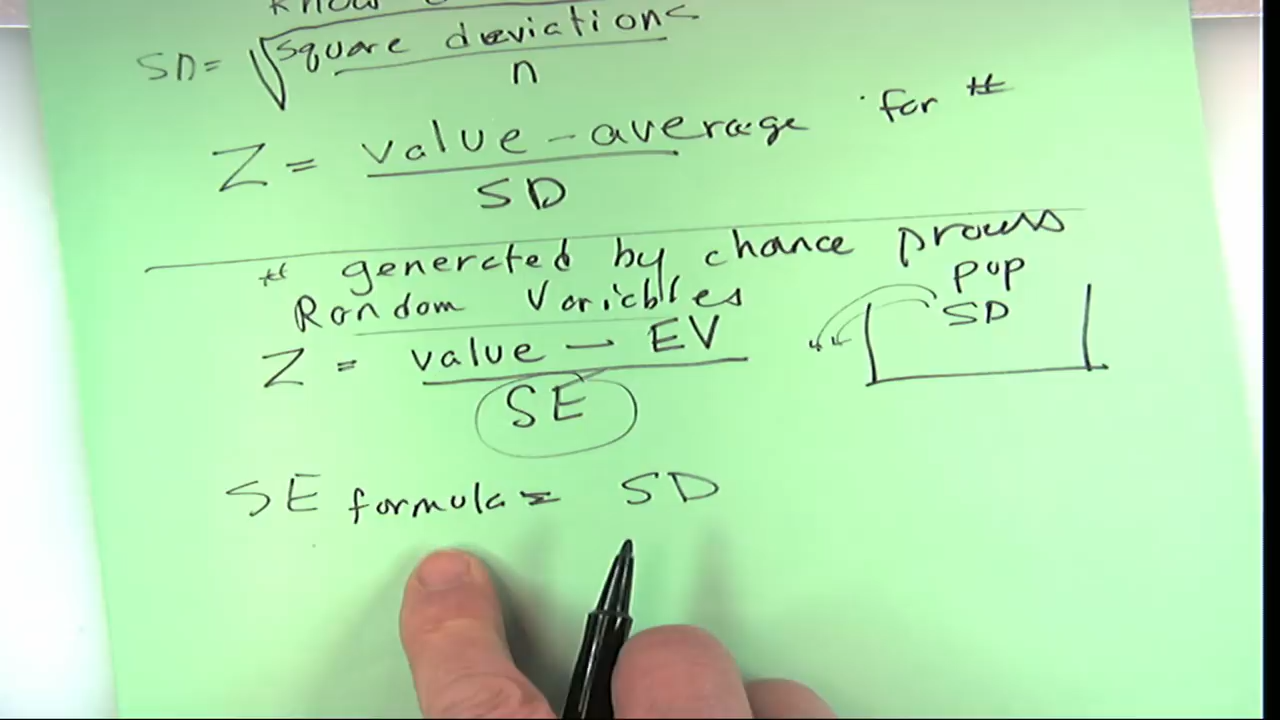 know
SD = √ square deviations
n
Z = value - average for #
SD
# generated by chance process
Random Variables
pop
SD
Z = value - EV
SE
SE formula = SD